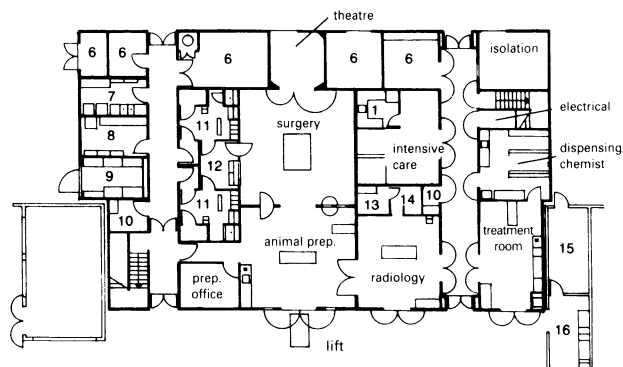 theatre
6
6
6
6
6
isolation
7
11
surgery
1
electrical
8
intensive
care
dispensing
chemist
12
9
11
13
14
10
10
animal prep.
treatment
room
15
prep.
office
radiology
16
lift